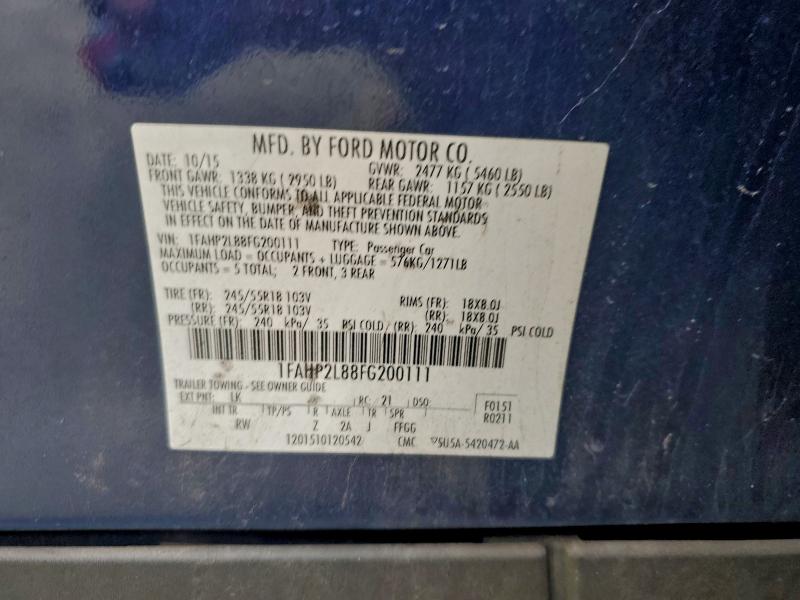 MFD. BY FORD MOTOR CO.
DATE: 10/15 GVWR: 2477 KG ( 5460 LB)
FRONT GAWR: 1338 KG ( 2950 LB) REAR GAWR: 1157 KG ( 2550 LB)
THIS VEHICLE CONFORMS TO ALL APPLICABLE FEDERAL MOTOR
VEHICLE SAFETY, BUMPER, AND THEFT PREVENTION STANDARDS
IN EFFECT ON THE DATE OF MANUFACTURE SHOWN ABOVE.
VIN: 1FAHP2L88FG200111 TYPE: Passenger Car
MAXIMUM LOAD = OCCUPANTS + LUGGAGE = 576KG/1271LB
OCCUPANTS = 5 TOTAL; 2 FRONT, 3 REAR
TIRE (FR): 245/55R18 103V RIMS (FR): 18X8.0J
(RR): 245/55R18 103V (RR): 18X8.0J
PRESSURE (FR): 240 kPa/ 35 PSI COLD / (RR): 240 kPa/ 35 PSI COLD
1FAHP2L88FG200111
TRAILER TOWING - SEE OWNER GUIDE
EXT PNT: LK RC: 21 DSO: F0151
INT TR TP/PS R AXLE TR SPR R0211
RW Z 2A J FFGG
1201510120542 CMC 5U5A-5420472-AA